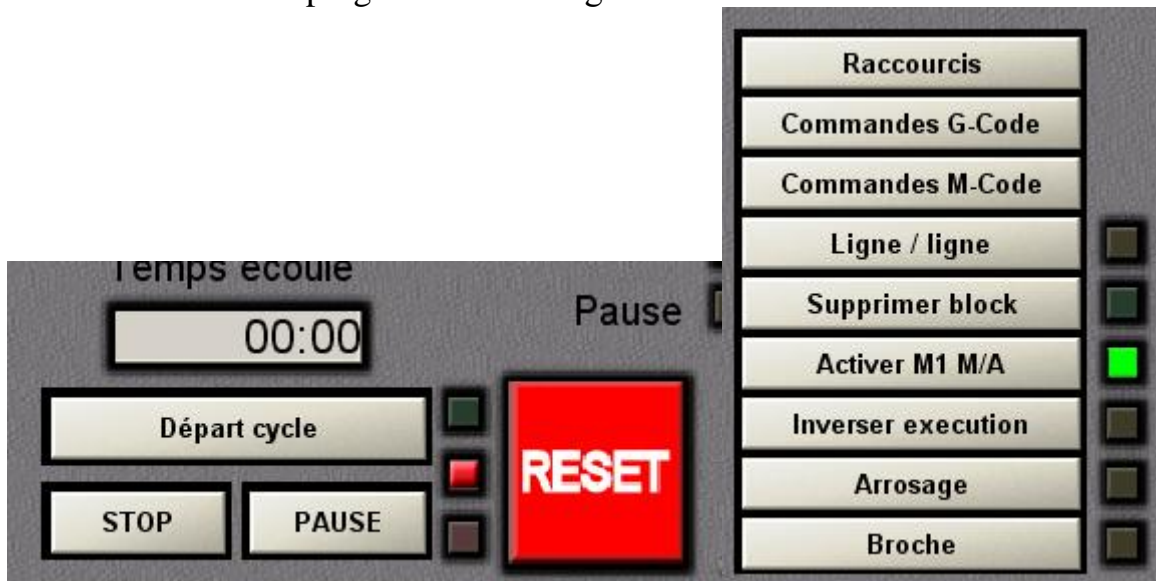 Temps écoulé
00:00
Pause
Départ cycle
STOP
PAUSE
RESET
Raccourcis
Commandes G-Code
Commandes M-Code
Ligne / ligne
Supprimer block
Activer M1 M/A
Inverser execution
Arrosage
Broche